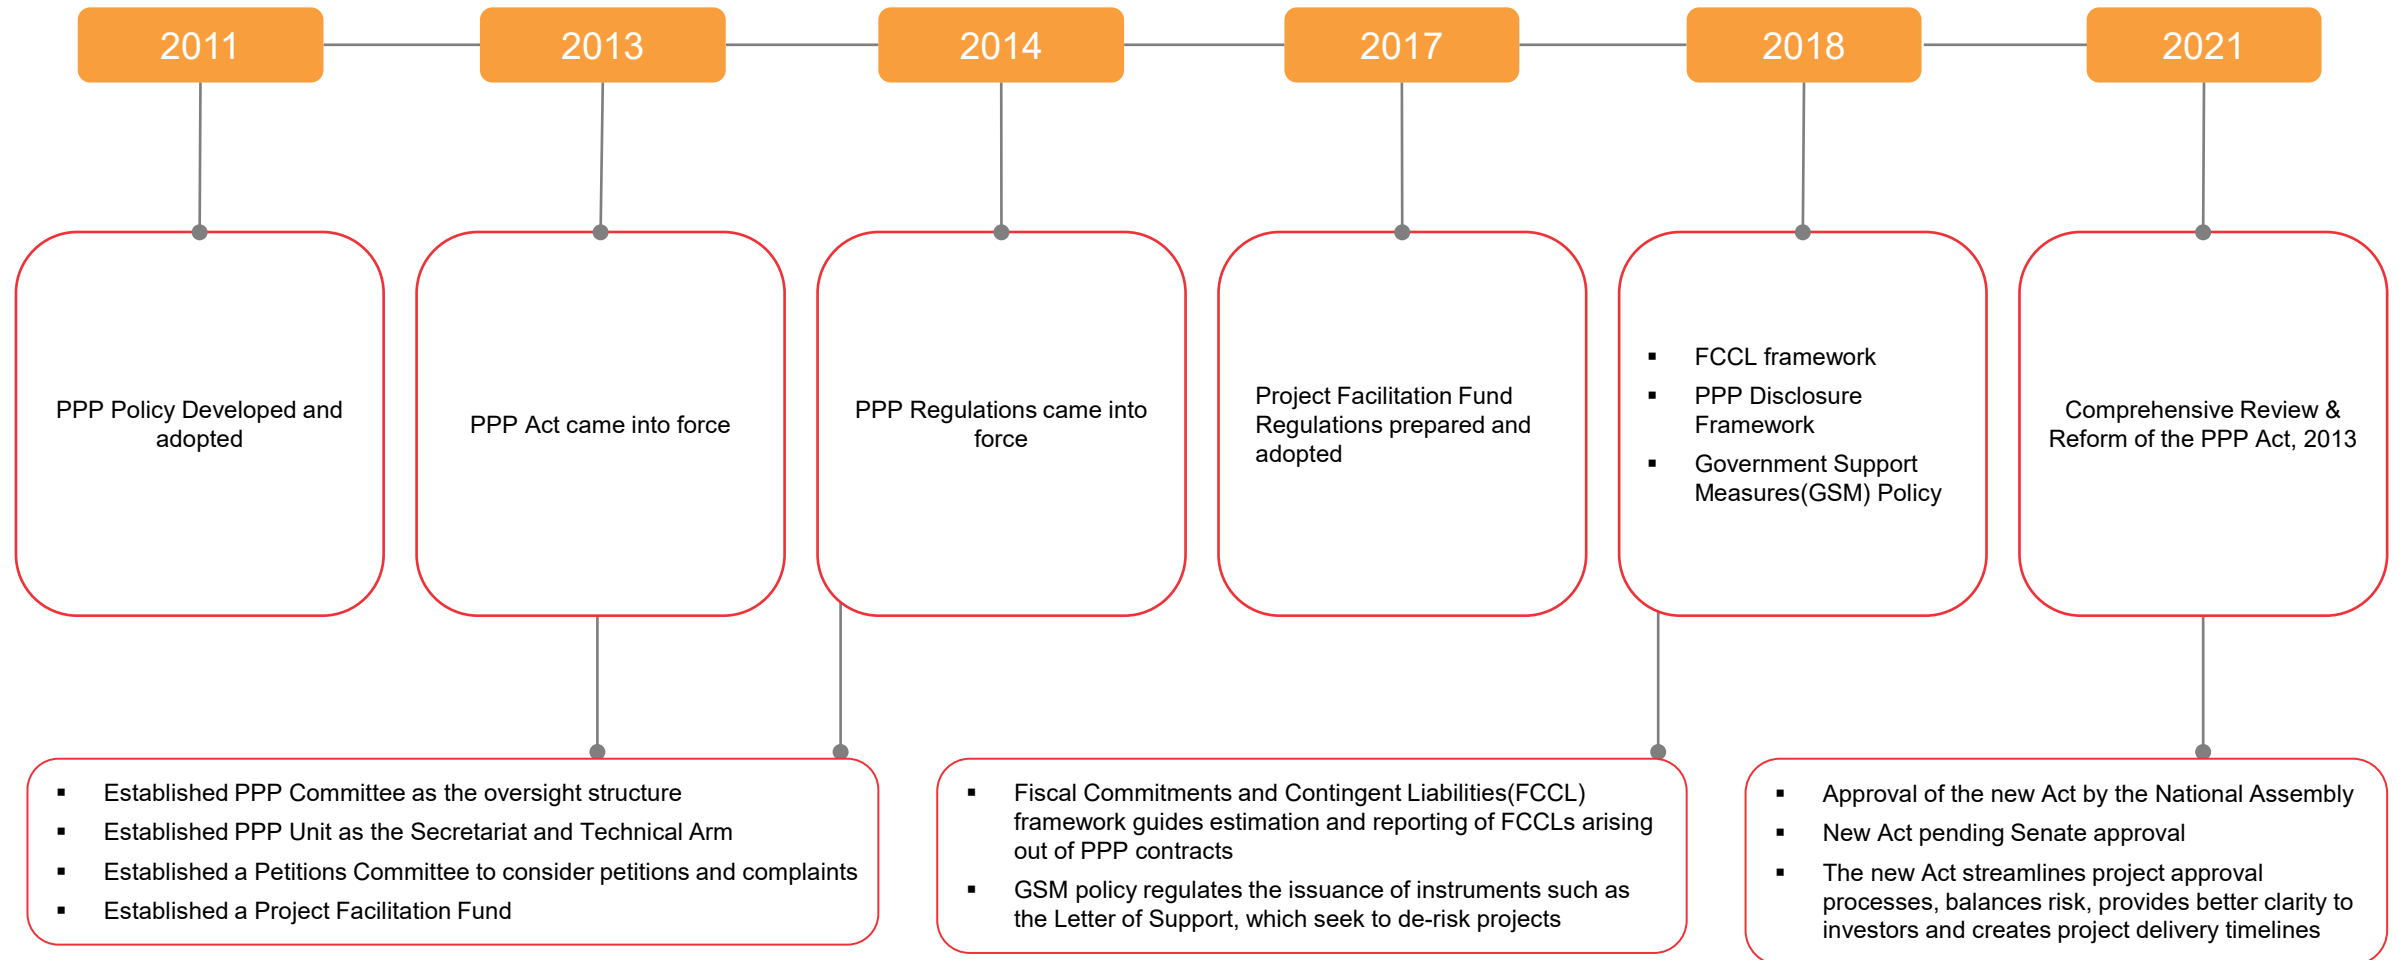 2011
2013
2014
2017
2018
2021
PPP Policy Developed and
adopted
PPP Act came into force
PPP Regulations came into
force
Project Facilitation Fund
Regulations prepared and
adopted
▪ FCCL framework
▪ PPP Disclosure
Framework
▪ Government Support
Measures(GSM) Policy
Comprehensive Review &
Reform of the PPP Act, 2013
▪ Established PPP Committee as the oversight structure
▪ Established PPP Unit as the Secretariat and Technical Arm
▪ Established a Petitions Committee to consider petitions and complaints
▪ Established a Project Facilitation Fund
▪ Fiscal Commitments and Contingent Liabilities(FCCL)
framework guides estimation and reporting of FCCLs arising
out of PPP contracts
▪ GSM policy regulates the issuance of instruments such as
the Letter of Support, which seek to de-risk projects
▪ Approval of the new Act by the National Assembly
▪ New Act pending Senate approval
▪ The new Act streamlines project approval
processes, balances risk, provides better clarity to
investors and creates project delivery timelines